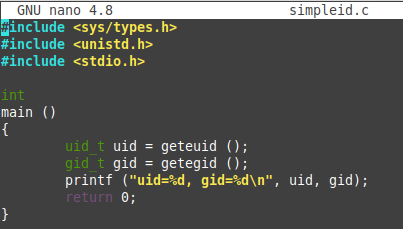 GNU nano 4.8 simpleid.c
#include <sys/types.h>
#include <unistd.h>
#include <stdio.h>
int
main ()
{
uid_t uid = geteuid ();
gid_t gid = getegid ();
printf ("uid=%d, gid=%d\n", uid, gid);
return 0;
}